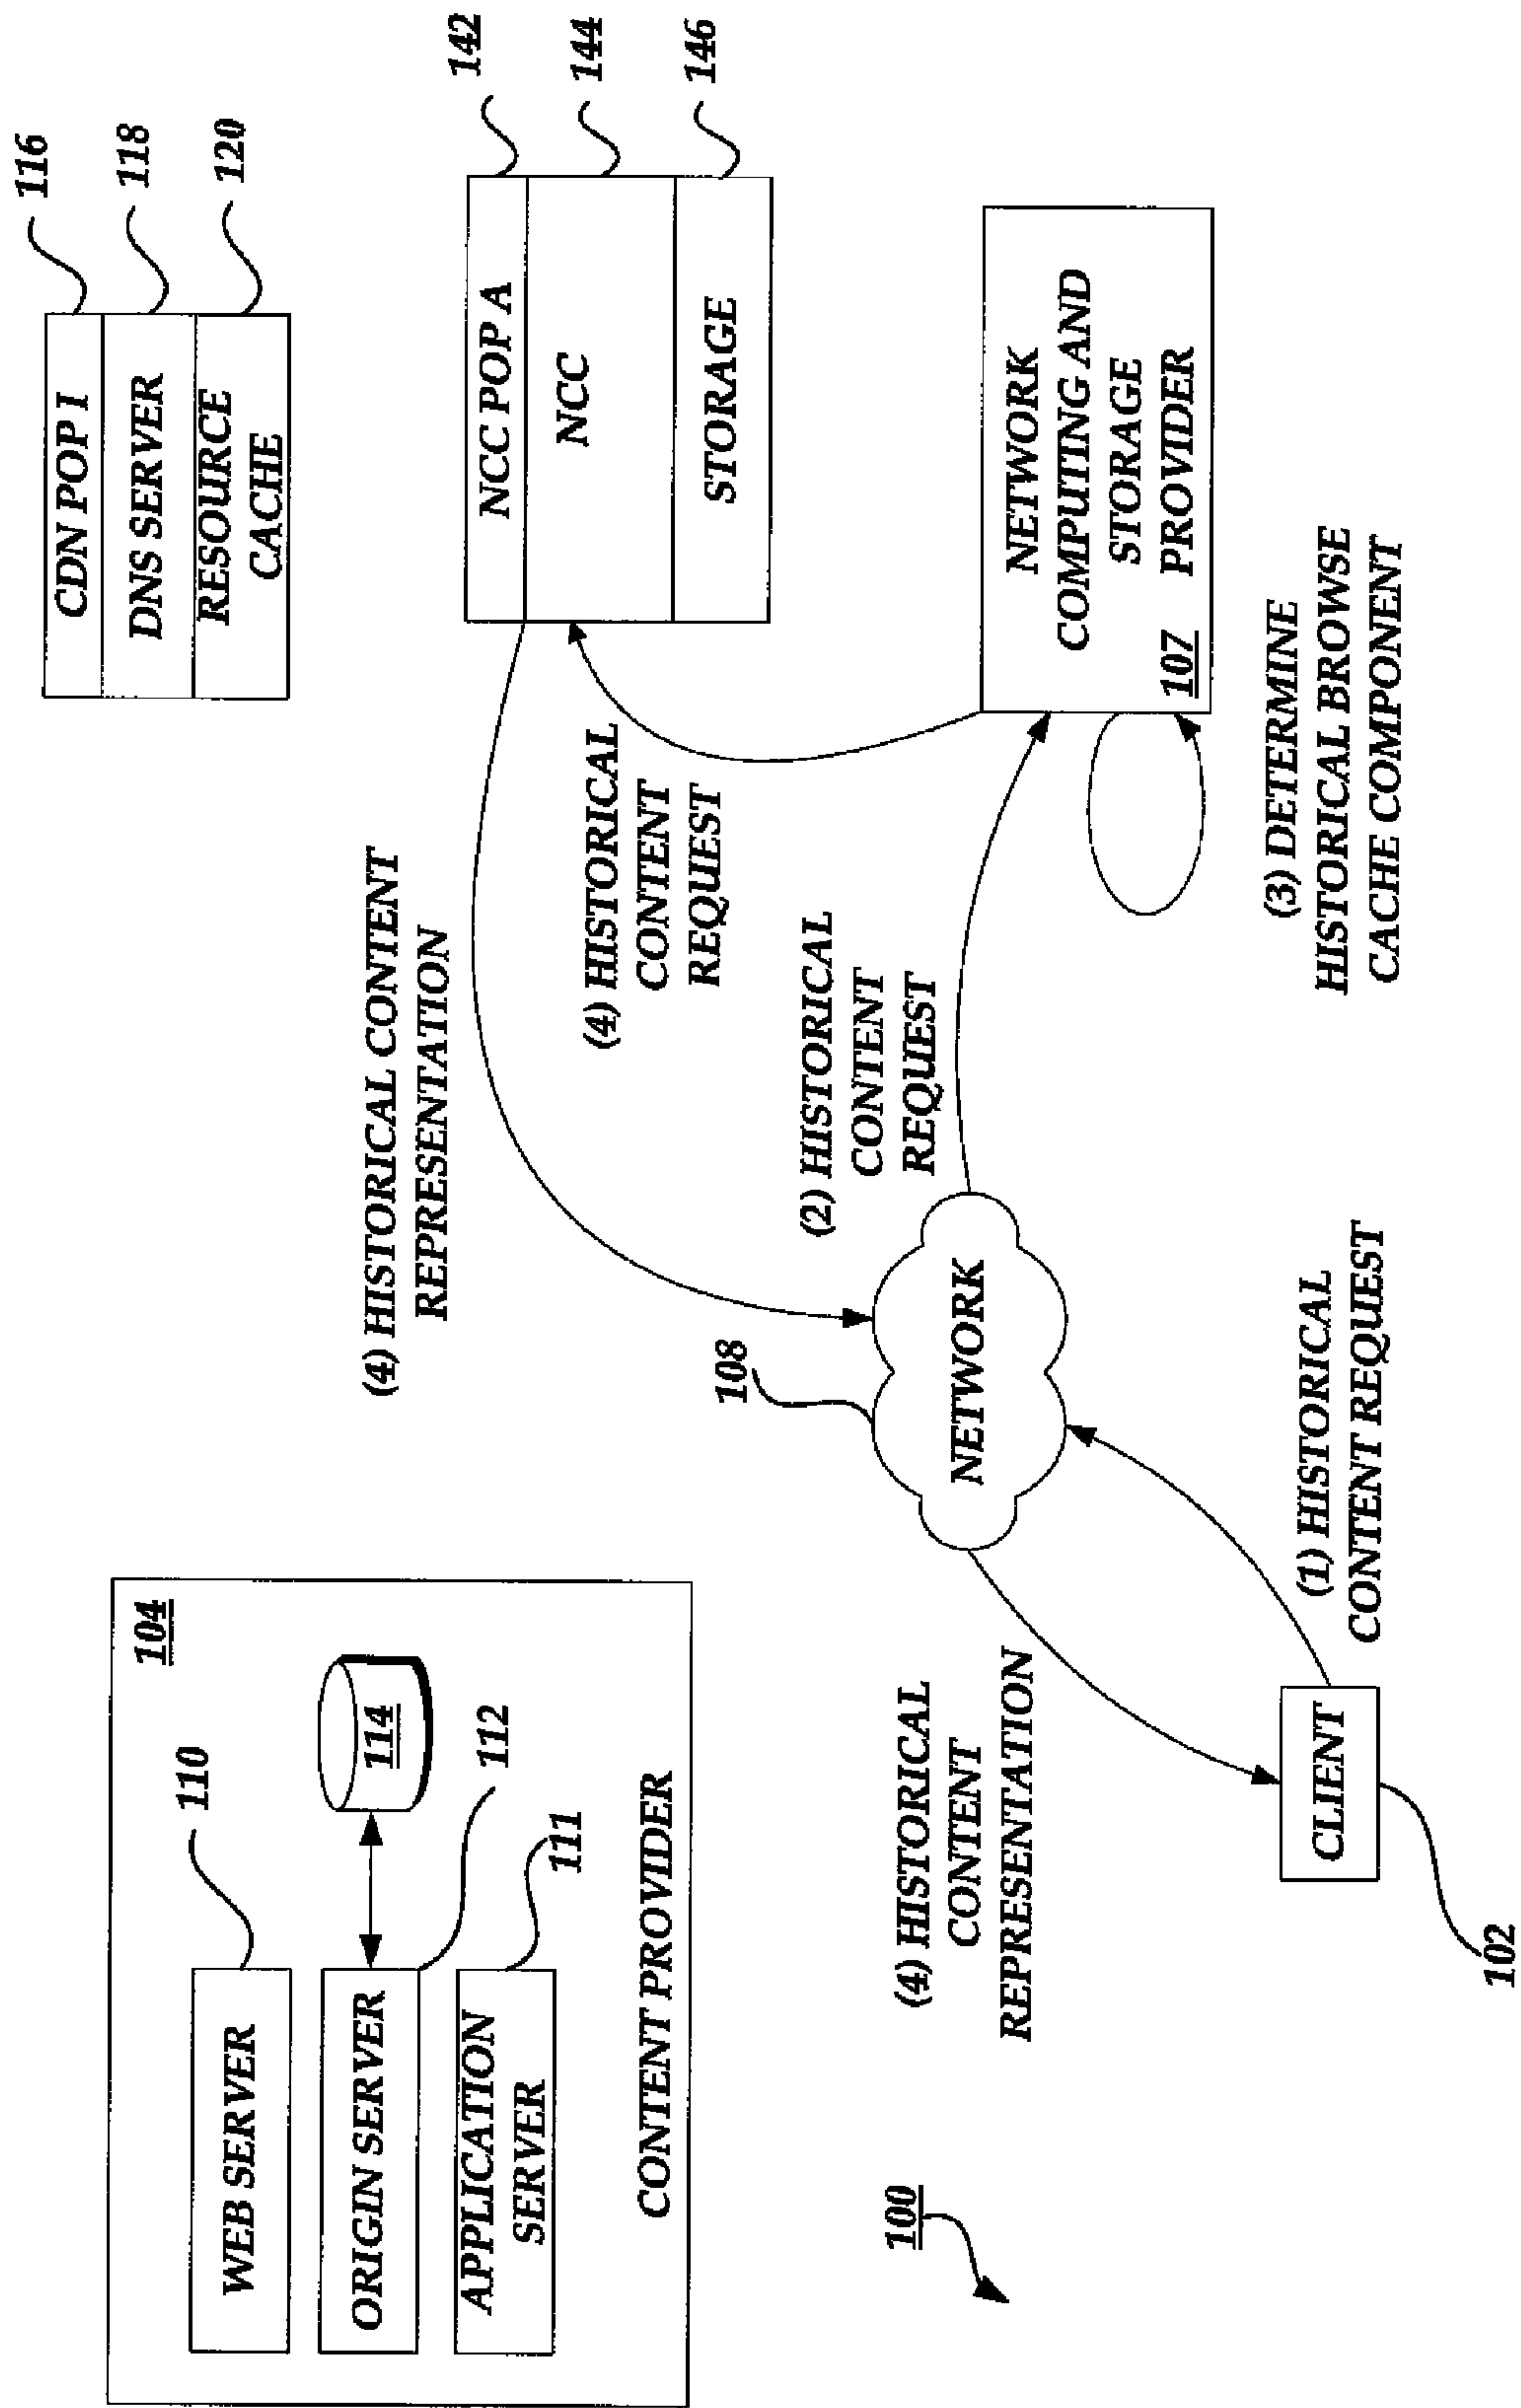 104
110
WEB SERVER
114
ORIGIN SERVER
112
APPLICATION
SERVER
111
CONTENT PROVIDER
CDN POP 1
DNS SERVER
RESOURCE
CACHE
116
118
120
NCC POP A
NCC
STORAGE
142
144
146
(4) HISTORICAL CONTENT
REPRESENTATION
(4) HISTORICAL
CONTENT
REQUEST
108
NETWORK
(2) HISTORICAL
CONTENT
REQUEST
NETWORK
COMPUTING AND
STORAGE
PROVIDER
107
(3) DETERMINE
HISTORICAL BROWSE
CACHE COMPONENT
100
(4) HISTORICAL
CONTENT
REPRESENTATION
(1) HISTORICAL
CONTENT REQUEST
CLIENT
102